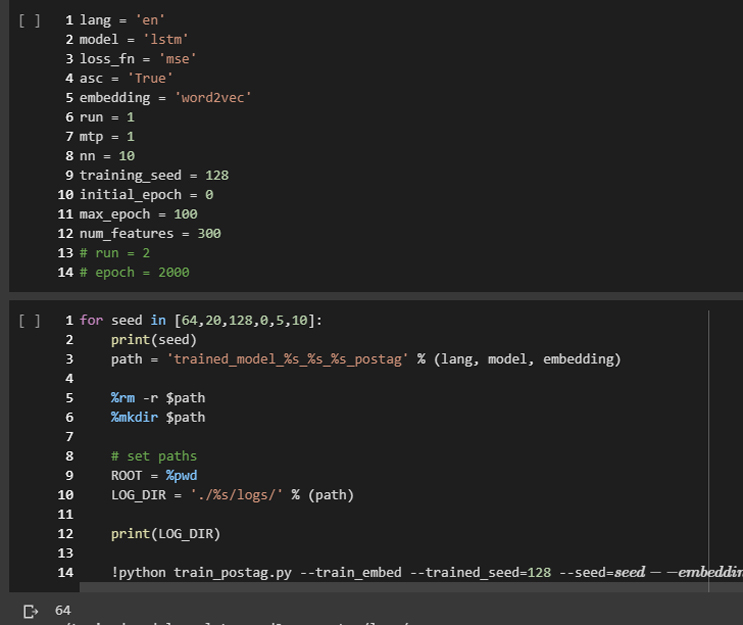 [ ] 1 lang = 'en'
2 model = 'lstm'
3 loss_fn = 'mse'
4 asc = 'True'
5 embedding = 'word2vec'
6 run = 1
7 mtp = 1
8 nn = 10
9 training_seed = 128
10 initial_epoch = 0
11 max_epoch = 100
12 num_features = 300
13 # run = 2
14 # epoch = 2000
[ ] 1 for seed in [64,20,128,0,5,10]:
2 print(seed)
3 path = 'trained_model_%s_%s_%s_postag' % (lang, model, embedding)
4
5 %rm -r $path
6 %mkdir $path
7
8 # set paths
9 ROOT = %pwd
10 LOG_DIR = './%s/logs/' % (path)
11
12 print(LOG_DIR)
13
14 !python train_postag.py --train_embed --trained_seed=128 --seed=seed − −embeddin
64